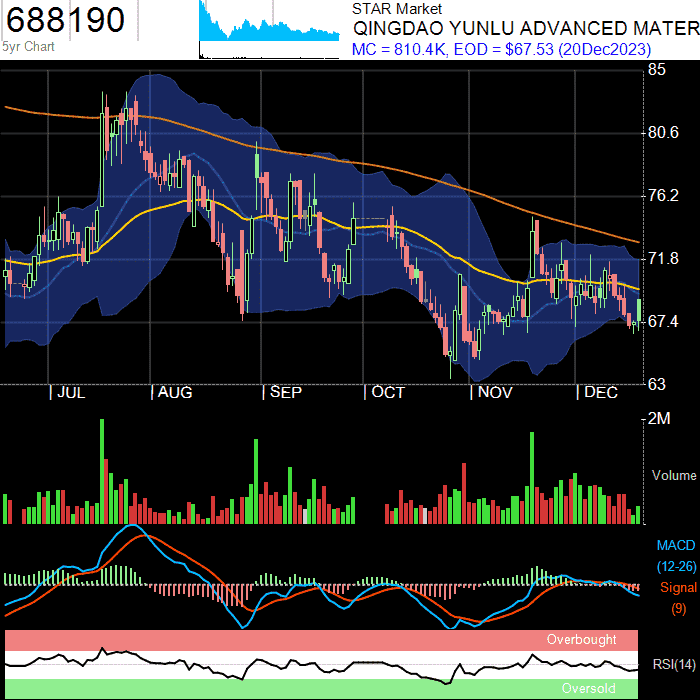 688190
5yr Chart
STAR Market
QINGDAO YUNLU ADVANCED MATER
MC = 810.4K, EOD = $67.53 (20Dec2023)
85
80.6
76.2
71.8
67.4
63
JUL AUG SEP OCT NOV DEC
2M
Volume
MACD
(12-26)
Signal
(9)
Overbought
RSI(14)
Oversold